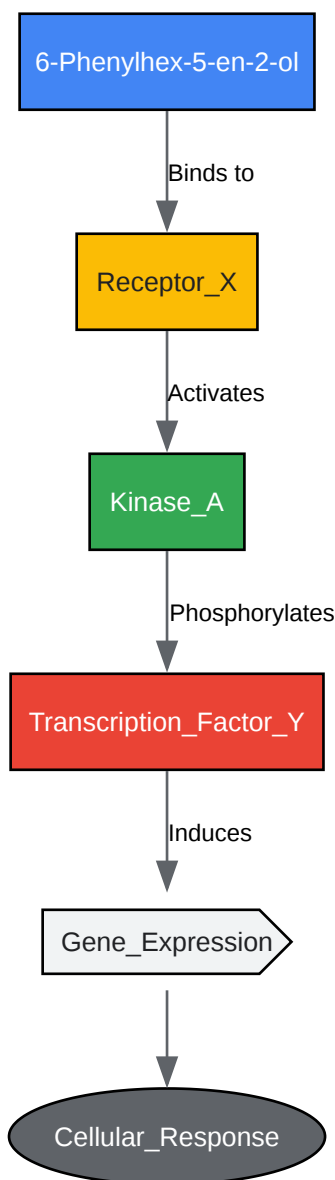 6-Phenylhex-5-en-2-ol
Binds to
Receptor_X
Activates
Kinase_A
Phosphorylates
Transcription_Factor_Y
Induces
Gene_Expression
Cellular_Response